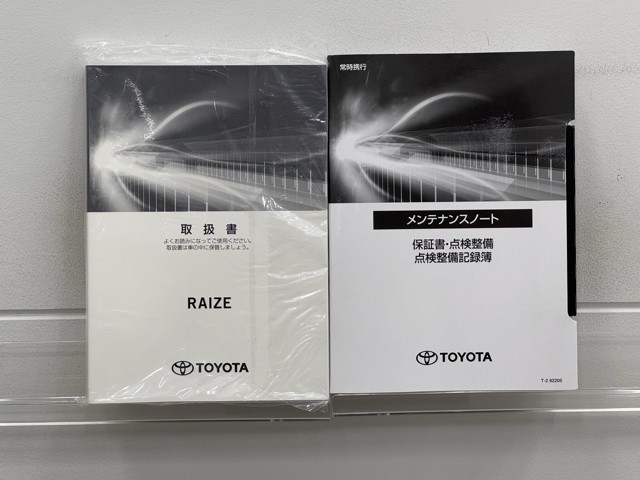 取扱書
よくお読みになってご使用ください。
取扱書は車の中に保管しましょう。
RAIZE
TOYOTA
常時携行
メンテナンスノート
保証書・点検整備
点検整備記録簿
TOYOTA